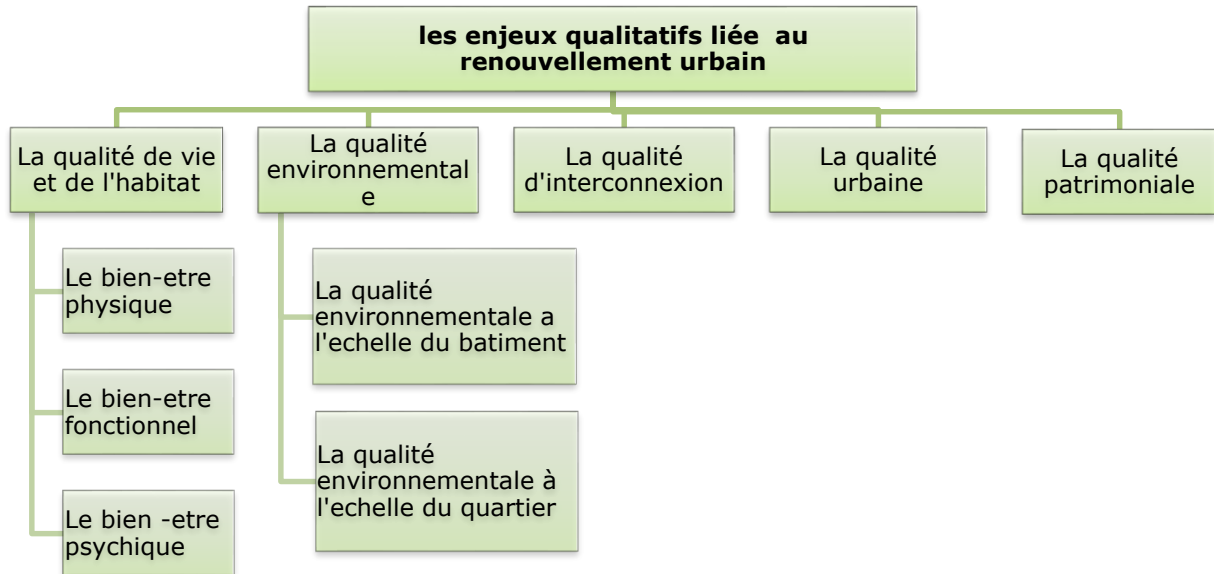 les enjeux qualitatifs liée au
renouvellement urbain
La qualité de vie
et de l'habitat
La qualité
environnemental
e
La qualité
d'interconnexion
La qualité
urbaine
La qualité
patrimoniale
Le bien-etre
physique
Le bien-etre
fonctionnel
Le bien -etre
psychique
La qualité
environnementale a
l'echelle du batiment
La qualité
environnementale à
l'echelle du quartier